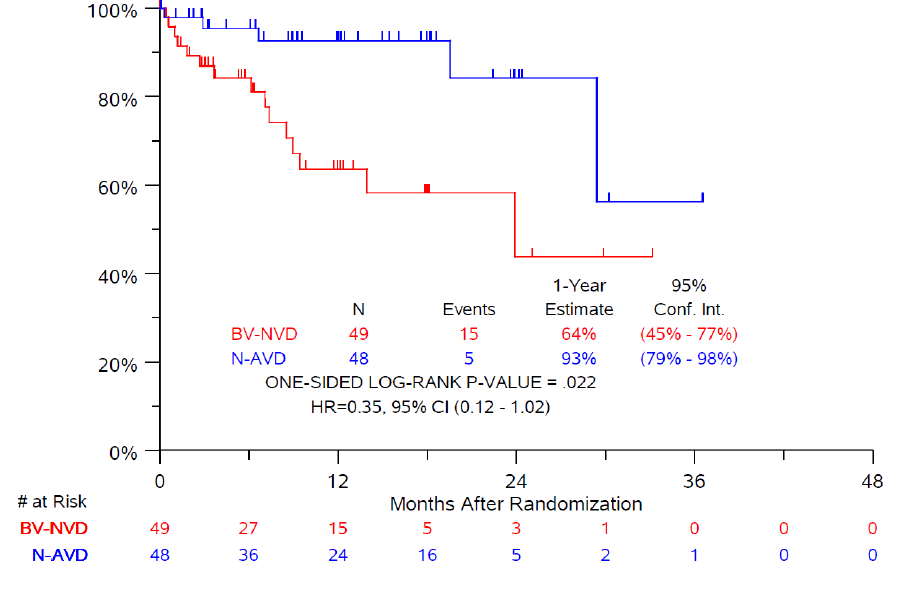 100%
80%
60%
40%
20%
0%
1-Year 95%
N Events Estimate Conf. Int.
BV-NVD 49 15 64% (45% - 77%)
N-AVD 48 5 93% (79% - 98%)
ONE-SIDED LOG-RANK P-VALUE = .022
HR=0.35, 95% CI (0.12 - 1.02)
0 12 24 36 48
Months After Randomization
# at Risk
BV-NVD 49 27 15 5 3 1 0 0 0
N-AVD 48 36 24 16 5 2 1 0 0